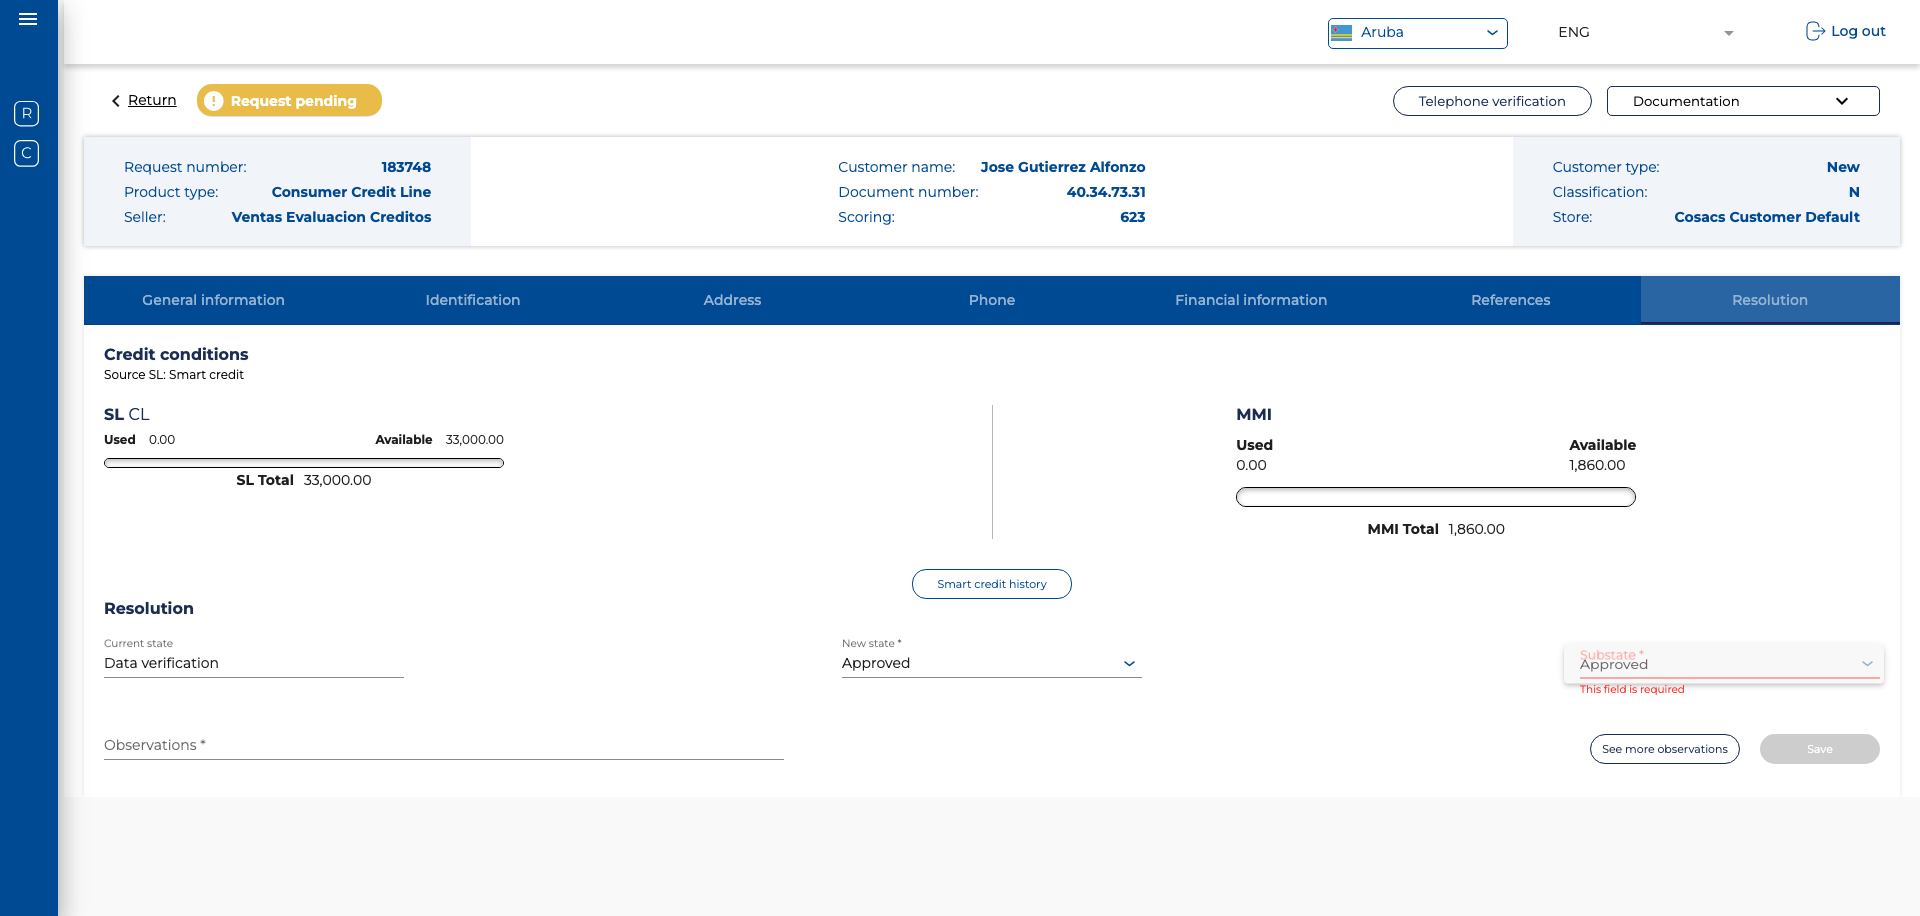 Aruba
ENG
Log out
R
C
Return
Request pending
Telephone verification
Documentation
Request number: 183748
Product type: Consumer Credit Line
Seller: Ventas Evaluacion Creditos
Customer name: Jose Gutierrez Alfonzo
Document number: 40.34.73.31
Scoring: 623
Customer type: New
Classification: N
Store: Cosacs Customer Default
General information
Identification
Address
Phone
Financial information
References
Resolution
Credit conditions
Source SL: Smart credit
SL CL
Used 0.00 Available 33,000.00
SL Total 33,000.00
MMI
Used Available
0.00 1,860.00
MMI Total 1,860.00
Smart credit history
Resolution
Current state
Data verification
New state *
Approved
Substate *
Approved
This field is required
Observations *
See more observations
Save